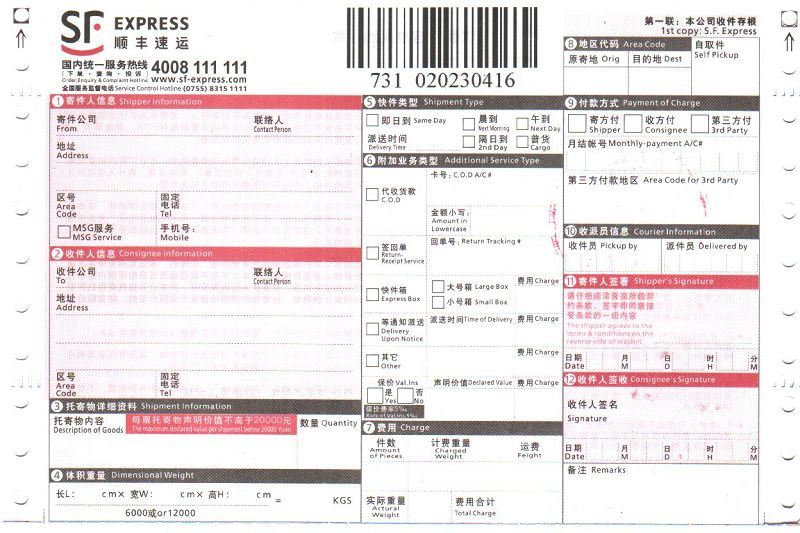 SF EXPRESS
顺丰速运
国内统一服务热线 4008 111 111
[下单·查询·投诉] www.sf-express.com
Order,Enquiry & Complaint Hotline
全国服务监督电话 Service Control Hotline (0755) 8315 1111
731 020230416
第一联：本公司收件存根
1st copy: S.F. Express
① 寄件人信息 Shipper Information
寄件公司 联络人
From Contact Person
地址
Address
区号 固定
Area 电话
Code Tel
MSG服务 手机号：
MSG Service Mobile
② 收件人信息 Consignee Information
收件公司 联络人
To Contact Person
地址
Address
区号 固定
Area 电话
Code Tel
③ 托寄物详细资料 Shipment Information
托寄物内容 每票托寄物声明价值不高于20000元 数量 Quantity
Description of Goods The maximum declared value per shipment below 20000 Yuan
④ 体积重量 Dimensional Weight
长L: cm× 宽W: cm× 高H: cm = KGS
6000或or12000
⑤ 快件类型 Shipment Type
即日到 Same Day 晨到 Next Morning 午到 Next Day
派送时间 Delivery Time 隔日到 2nd Day 普货 Cargo
⑥ 附加业务类型 Additional Service Type
代收货款 C.O.D
卡号: C.O.D A/C#
金额小写:
Amount in
Lowercase
签回单 回单号: Return Tracking #
Return-
Receipt Service
费用 Charge
快件箱 大号箱 Large Box
Express Box 小号箱 Small Box
等通知派送 派送时间 Time of Delivery 费用 Charge
Delivery
Upon Notice
其它 费用 Charge
Other
保价 Val.Ins 声明价值 Declared Value 费用 Charge
是 Yes 否 No
保价费率5‰
Rate of Val.Ins.5‰
⑦ 费用 Charge
件数 计费重量 运费
Amount of Pieces Charged Weight Feight
实际重量 费用合计
Actural Weight Total Charge
⑧ 地区代码 Area Code 自取件
Self Pickup
原寄地 Orig 目的地 Dest
⑨ 付款方式 Payment of Charge
寄方付 收方付 第三方付
Shipper Consignee 3rd Party
月结帐号 Monthly-payment A/C#
第三方付款地区 Area Code for 3rd Party
⑩ 收派员信息 Courier Information
收件员 Pickup by 派件员 Delivered by
⑪ 寄件人签署 Shipper's Signature
请仔细阅读背面所载契
约条款，签字即同意接
受条款的一切内容
The shipper agrees to the
terms & conditions on the
reverse side of waybill
日期 月 日 时 分
Date M D H M
⑫ 收件人签收 Consignee's Signature
收件人签名
Signature
日期 月 日 时 分
Date M D H M
备注 Remarks